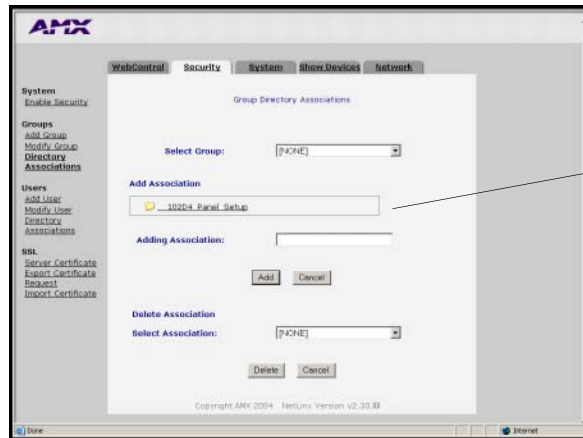 AMX
WebControl Security System Show Devices Network
System
Enable Security
Groups
Add Group
Modify Group
Directory
Associations
Users
Add User
Modify User
Directory
Associations
SSL
Server Certificate
Export Certificate
Request
Import Certificate
Group Directory Associations
Select Group: [NONE]
Add Association
102D4 Panel Setup
Adding Association:
Add Cancel
Delete Association
Select Association: [NONE]
Delete Cancel
Copyright AMX 2004 NetLinx Version v2.30.
Done Internet